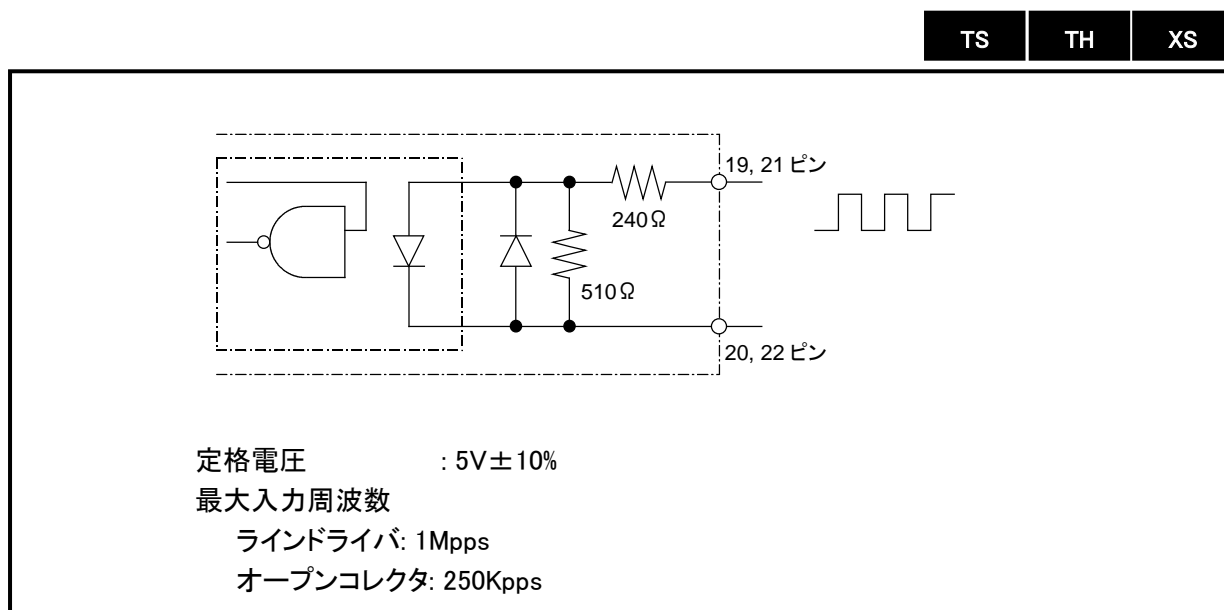 TS TH XS
19, 21 ピン
240Ω
510Ω
20, 22 ピン
定格電圧 : 5V±10%
最大入力周波数
ラインドライバ: 1Mpps
オープンコレクタ: 250Kpps